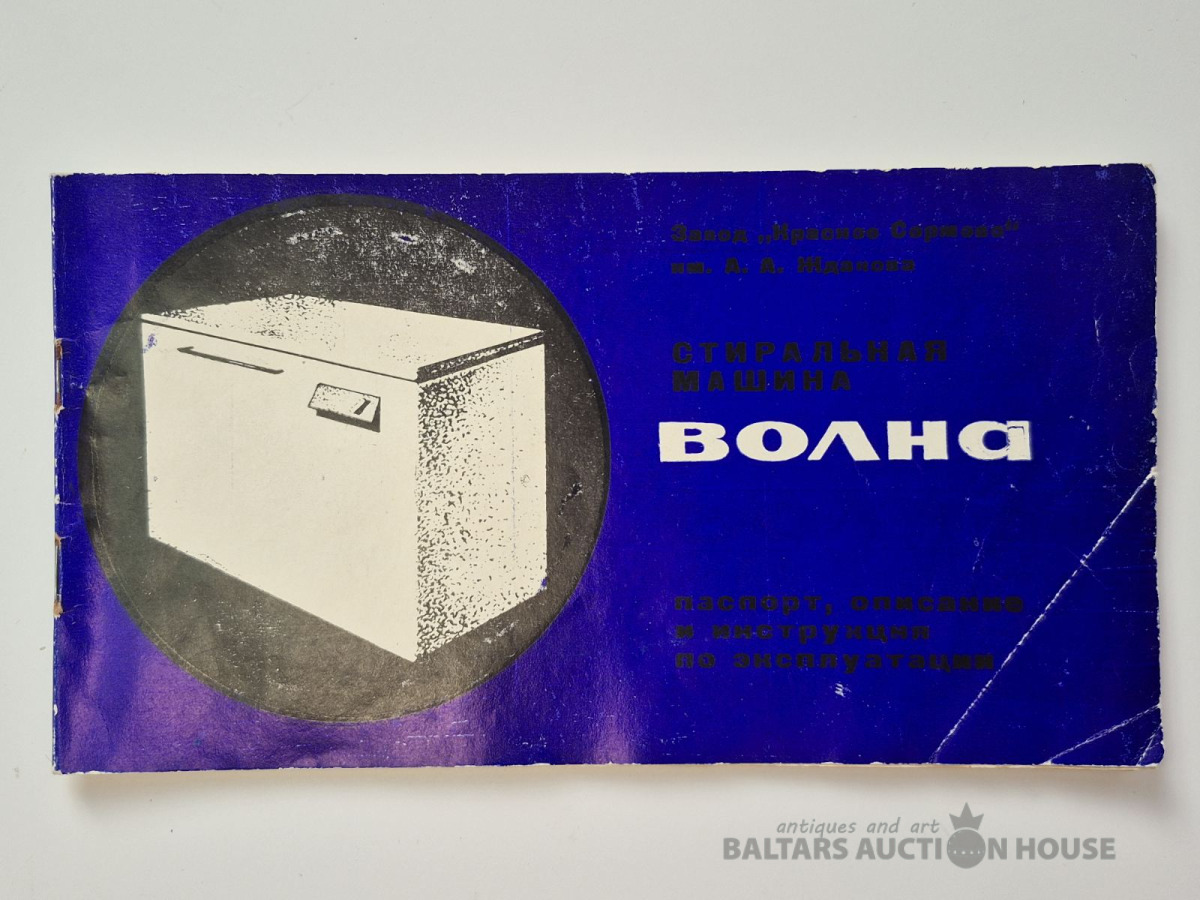 Завод „Красное Сормово"
им. А. А. Жданова
СТИРАЛЬНАЯ
МАШИНА
ВОЛНА
паспорт, описание
и инструкция
по эксплуатации
antiques and art
BALTARS AUCTION HOUSE